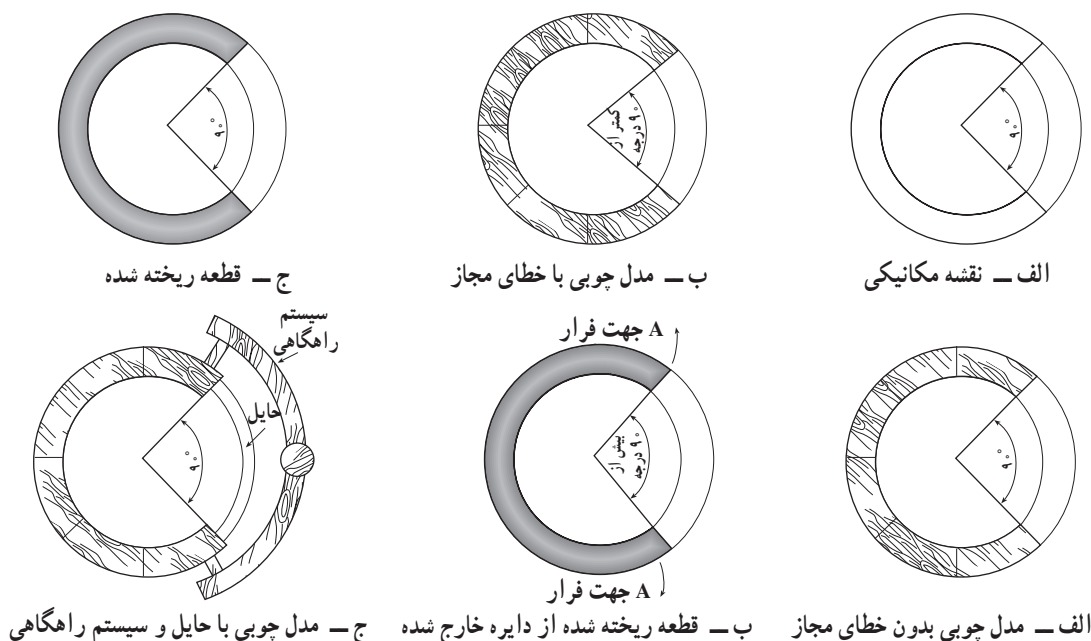 ۹۰°
الف ــ نقشه مکانیکی
کمتر از
۹۰ درجه
ب ــ مدل چوبی با خطای مجاز
۹۰°
ج ــ قطعه ریخته شده
۹۰°
الف ــ مدل چوبی بدون خطای مجاز
A جهت فرار
بیش از
۹۰ درجه
A جهت فرار
ب ــ قطعه ریخته شده از دایره خارج شده
سیستم
راهگاهی
حایل
۹۰°
ج ــ مدل چوبی با حایل و سیستم راهگاهی